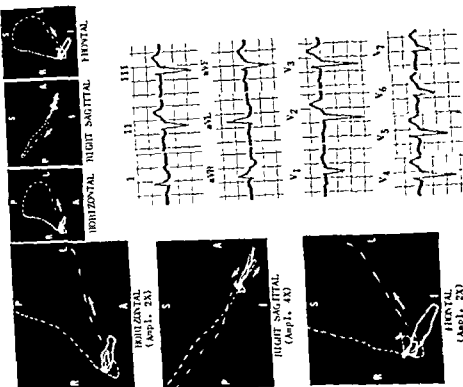 HORIZONTAL
RIGHT SAGITTAL
FRONTAL
P
L
R
A
S
P
A
I
S
R
L
I
HORIZONTAL
(Ampl. 2X)
RIGHT SAGITTAL
(Ampl. 4X)
FRONTAL
(Ampl. 2X)
P
R
L
A
S
P
A
I
S
R
L
I
I
II
III
aVR
aVL
aVF
V1
V2
V3
V4
V5
V6
V7